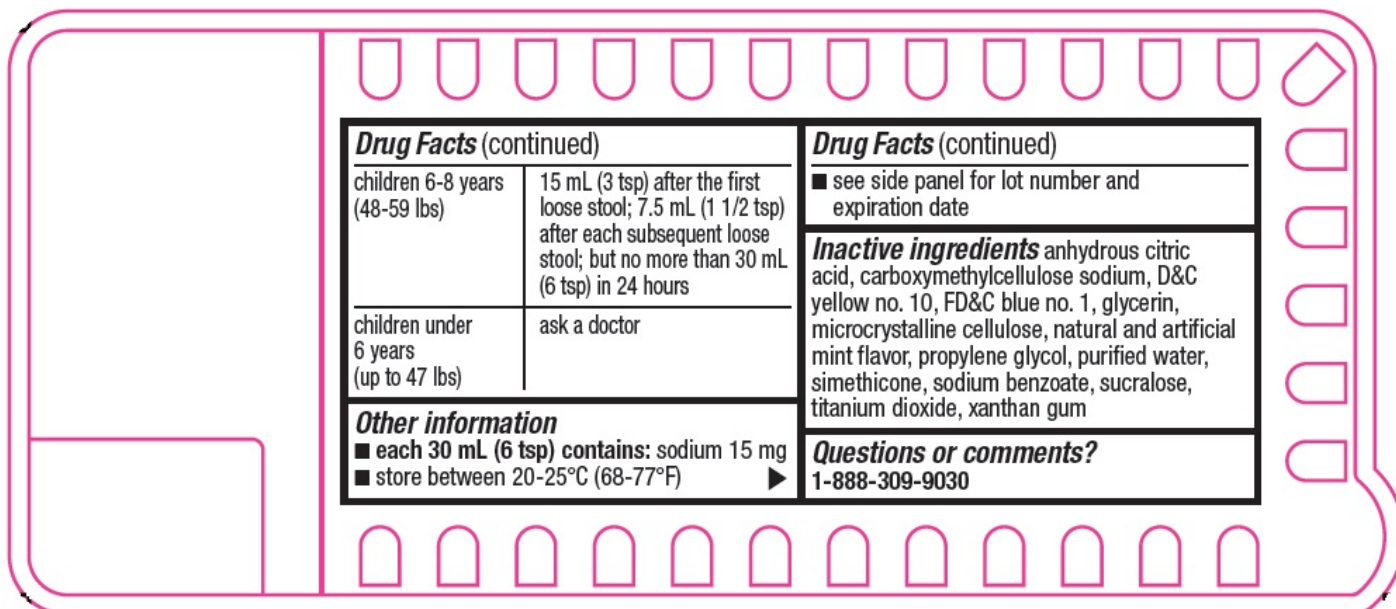 Drug Facts (continued)
children 6-8 years
(48-59 lbs)
15 mL (3 tsp) after the first
loose stool; 7.5 mL (1 1/2 tsp)
after each subsequent loose
stool; but no more than 30 mL
(6 tsp) in 24 hours
children under
6 years
(up to 47 lbs)
ask a doctor
Other information
■ each 30 mL (6 tsp) contains: sodium 15 mg
■ store between 20-25°C (68-77°F)
Drug Facts (continued)
■ see side panel for lot number and
expiration date
Inactive ingredients anhydrous citric
acid, carboxymethylcellulose sodium, D&C
yellow no. 10, FD&C blue no. 1, glycerin,
microcrystalline cellulose, natural and artificial
mint flavor, propylene glycol, purified water,
simethicone, sodium benzoate, sucralose,
titanium dioxide, xanthan gum
Questions or comments?
1-888-309-9030